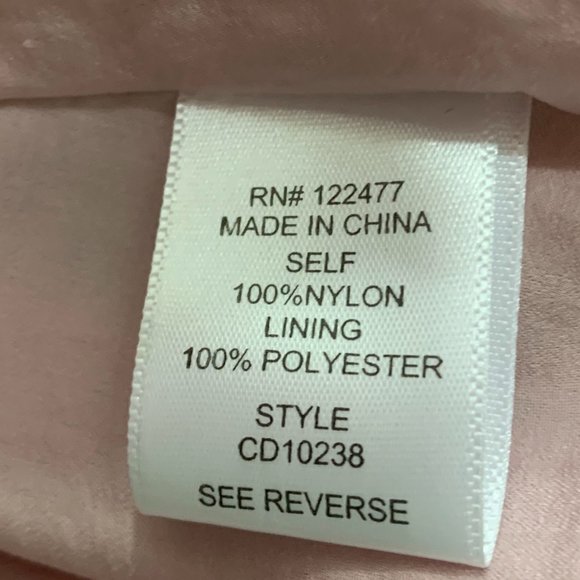 RN# 122477
MADE IN CHINA
SELF
100%NYLON
LINING
100% POLYESTER
STYLE
CD10238
SEE REVERSE